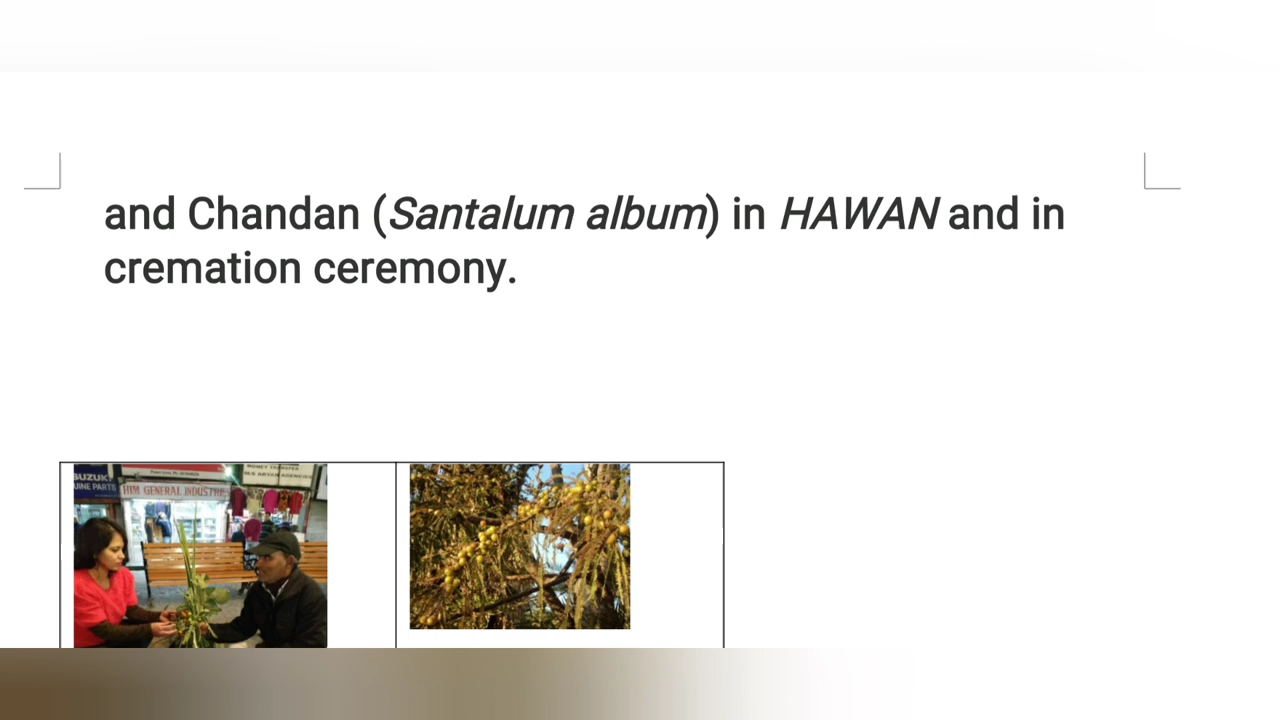 and Chandan (Santalum album) in HAWAN and in
cremation ceremony.
SUZUKI
UINE PARTS
HIM GENERAL INDUSTRIES